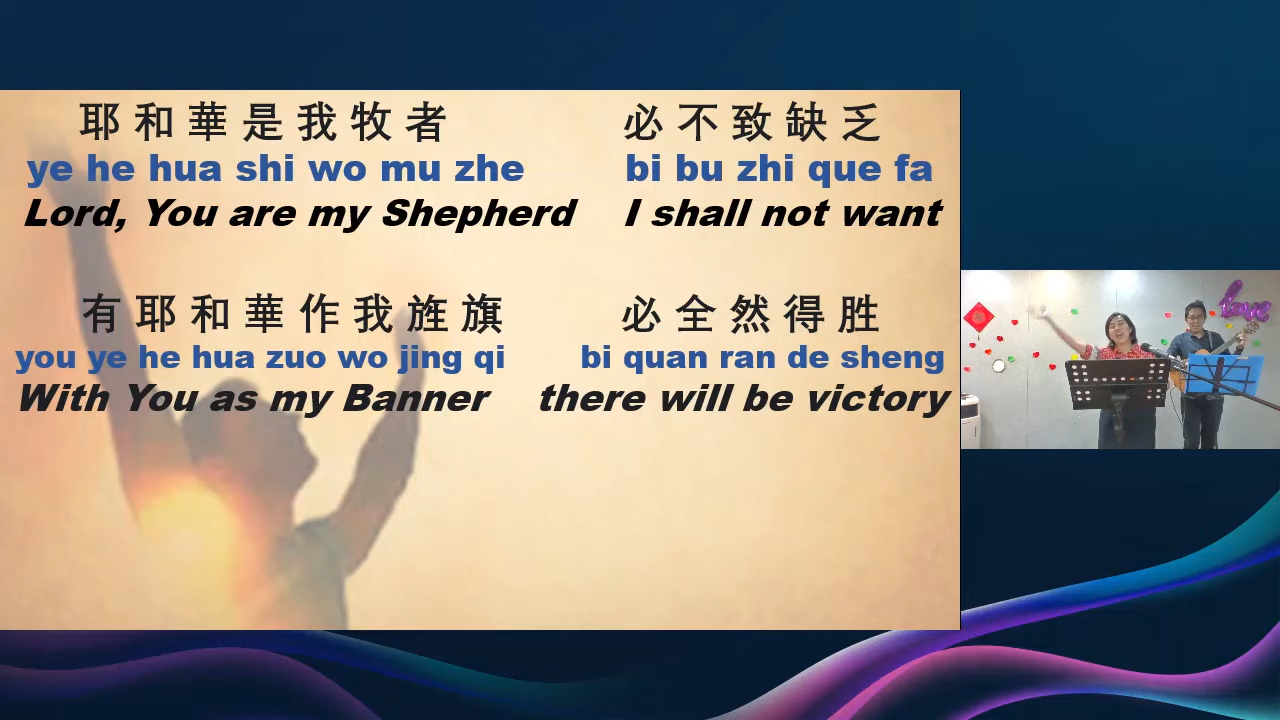 耶和華是我牧者 必不致缺乏
ye he hua shi wo mu zhe bi bu zhi que fa
Lord, You are my Shepherd I shall not want
有耶和華作我旌旗 必全然得胜
you ye he hua zuo wo jing qi bi quan ran de sheng
With You as my Banner there will be victory
love